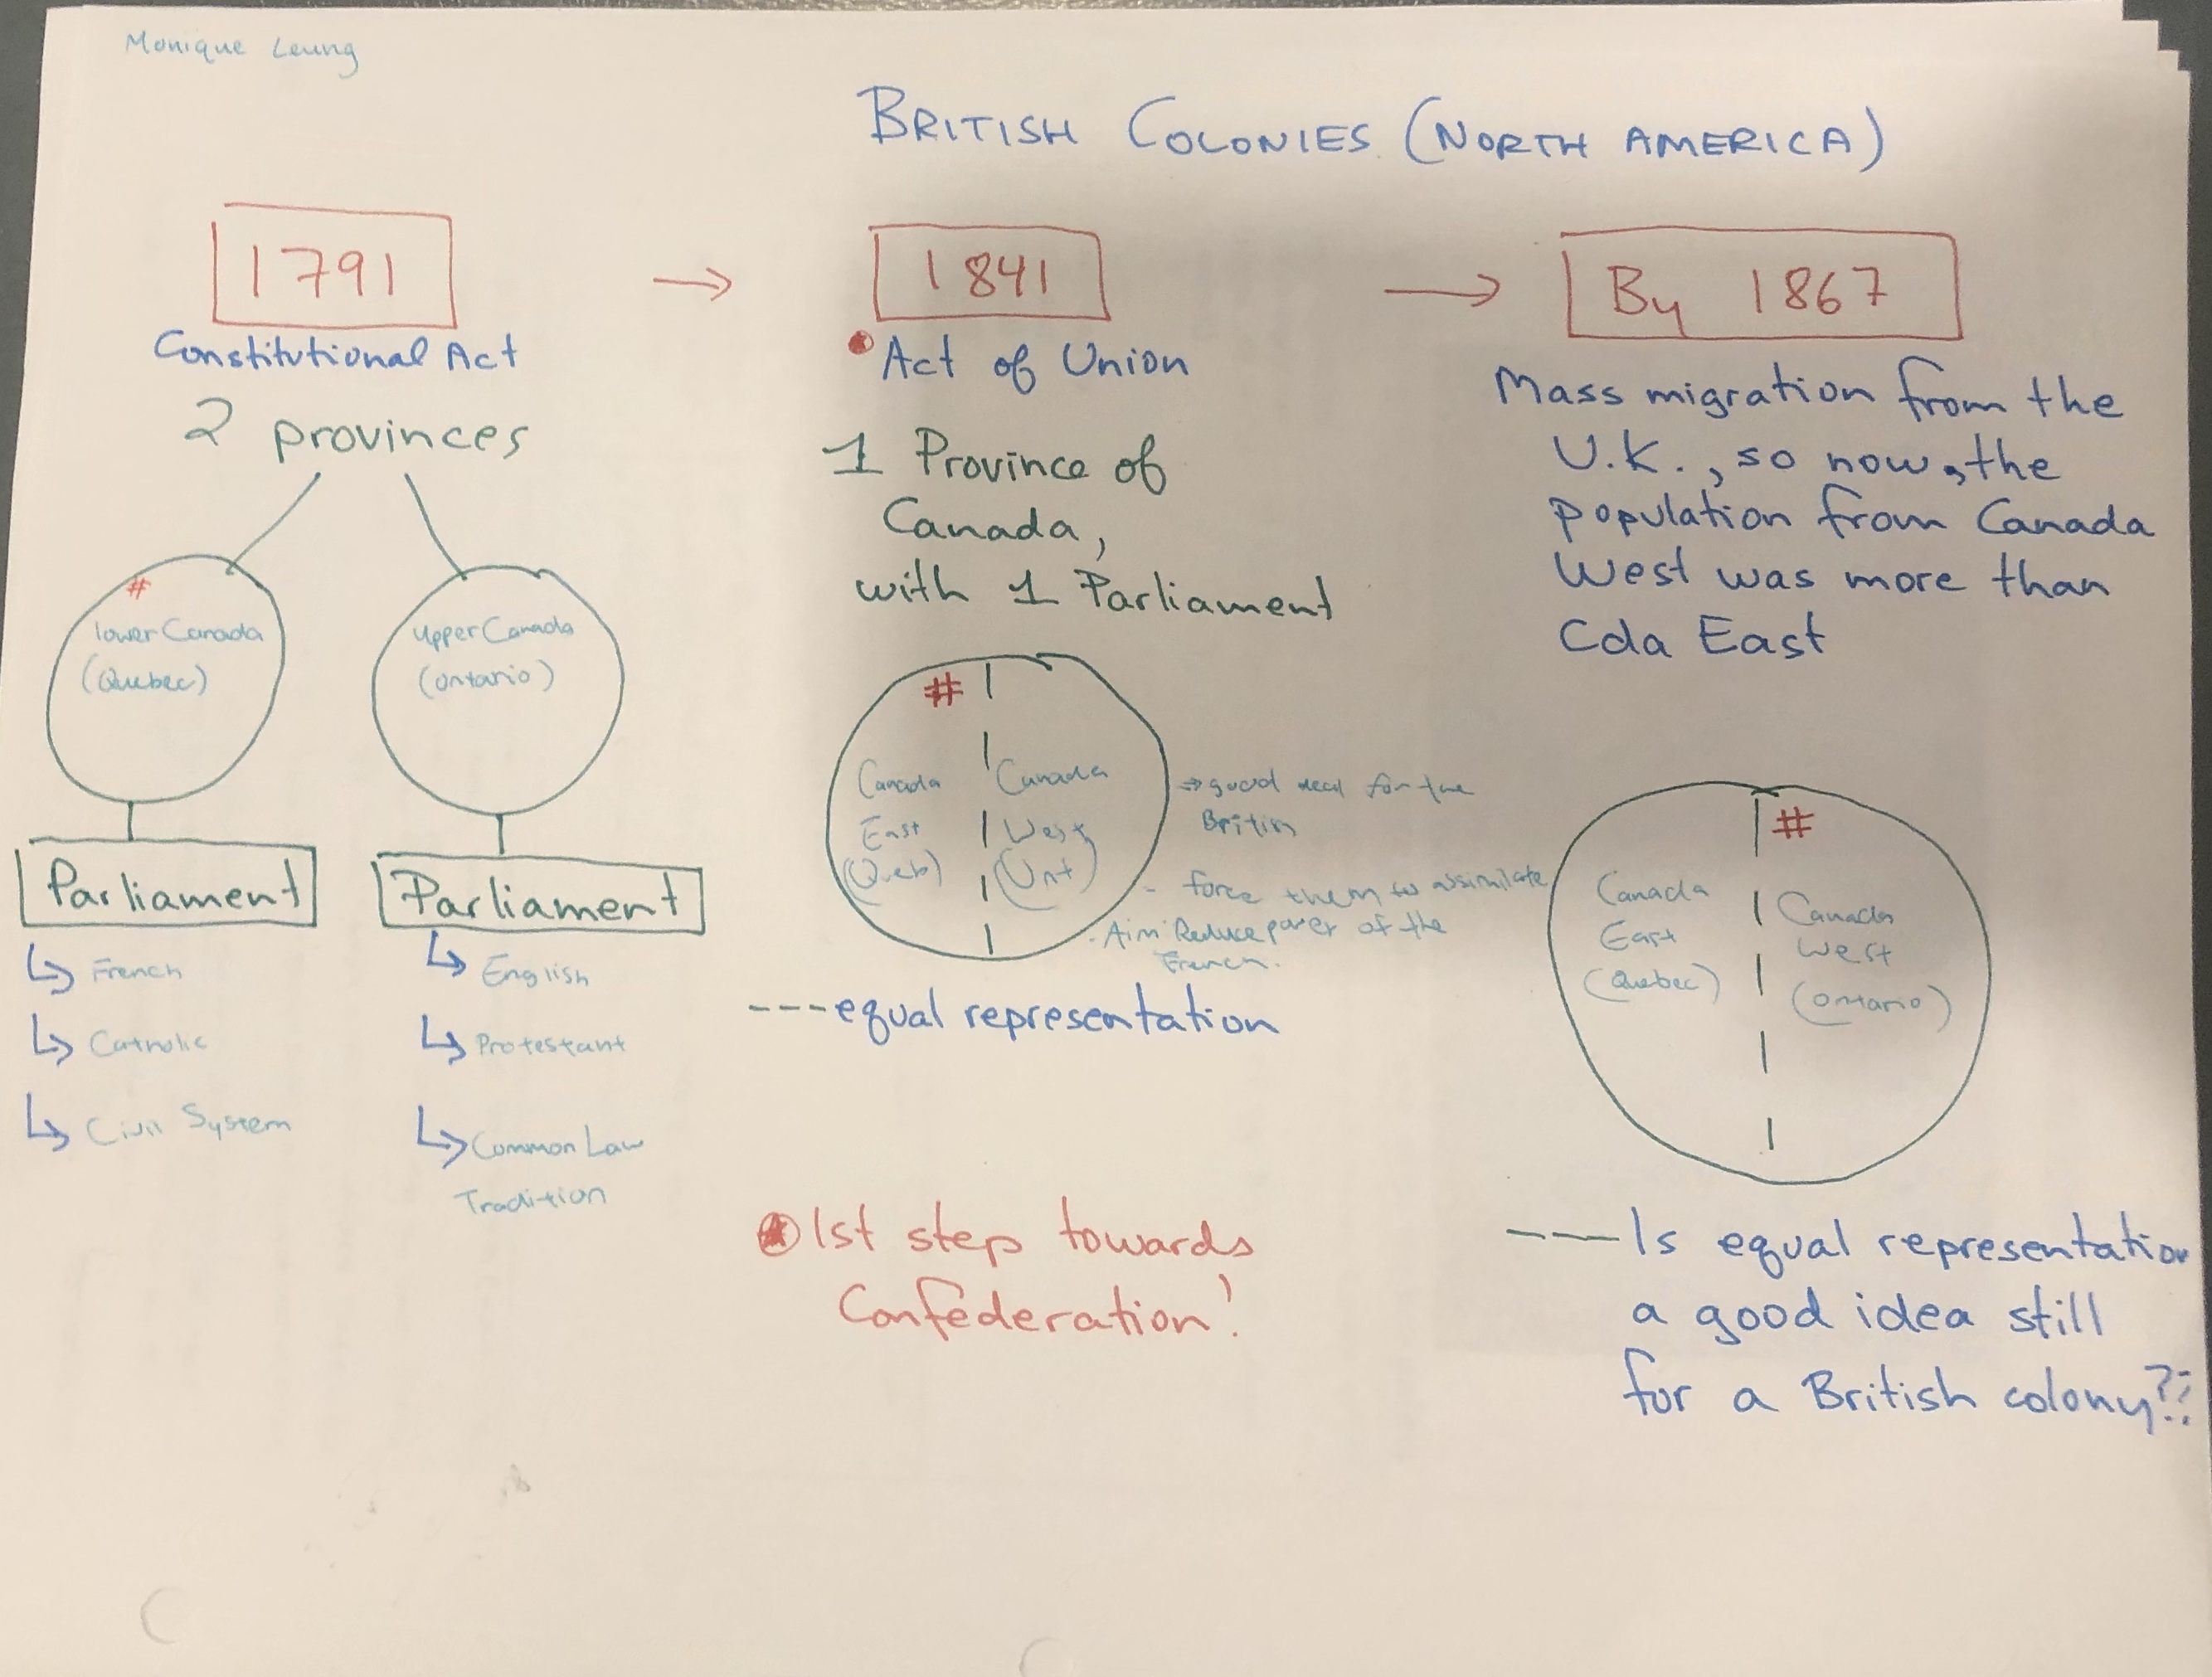 Monique Leung
BRITISH COLONIES (NORTH AMERICA)
1791
Constitutional Act
2 provinces
#
lower Canada
(Quebec)
upper Canada
(ontario)
Parliament
French
Catholic
Civil System
Parliament
English
Protestant
Common Law
Tradition
→
1841
Act of Union
1 Province of
Canada,
with 1 Parliament
#
Canada
East
(Queb)
Canada
West
(Ont)
⇒ good deal for the
British
- force them to assimilate
- Aim: Reduce power of the
French.
--- equal representation
1st step towards
Confederation!
→
By 1867
Mass migration from the
U.K., so now, the
population from Canada
West was more than
Cda East
#
Canada
East
(Quebec)
Canada
West
(ontario)
--- Is equal representation
a good idea still
for a British colony??